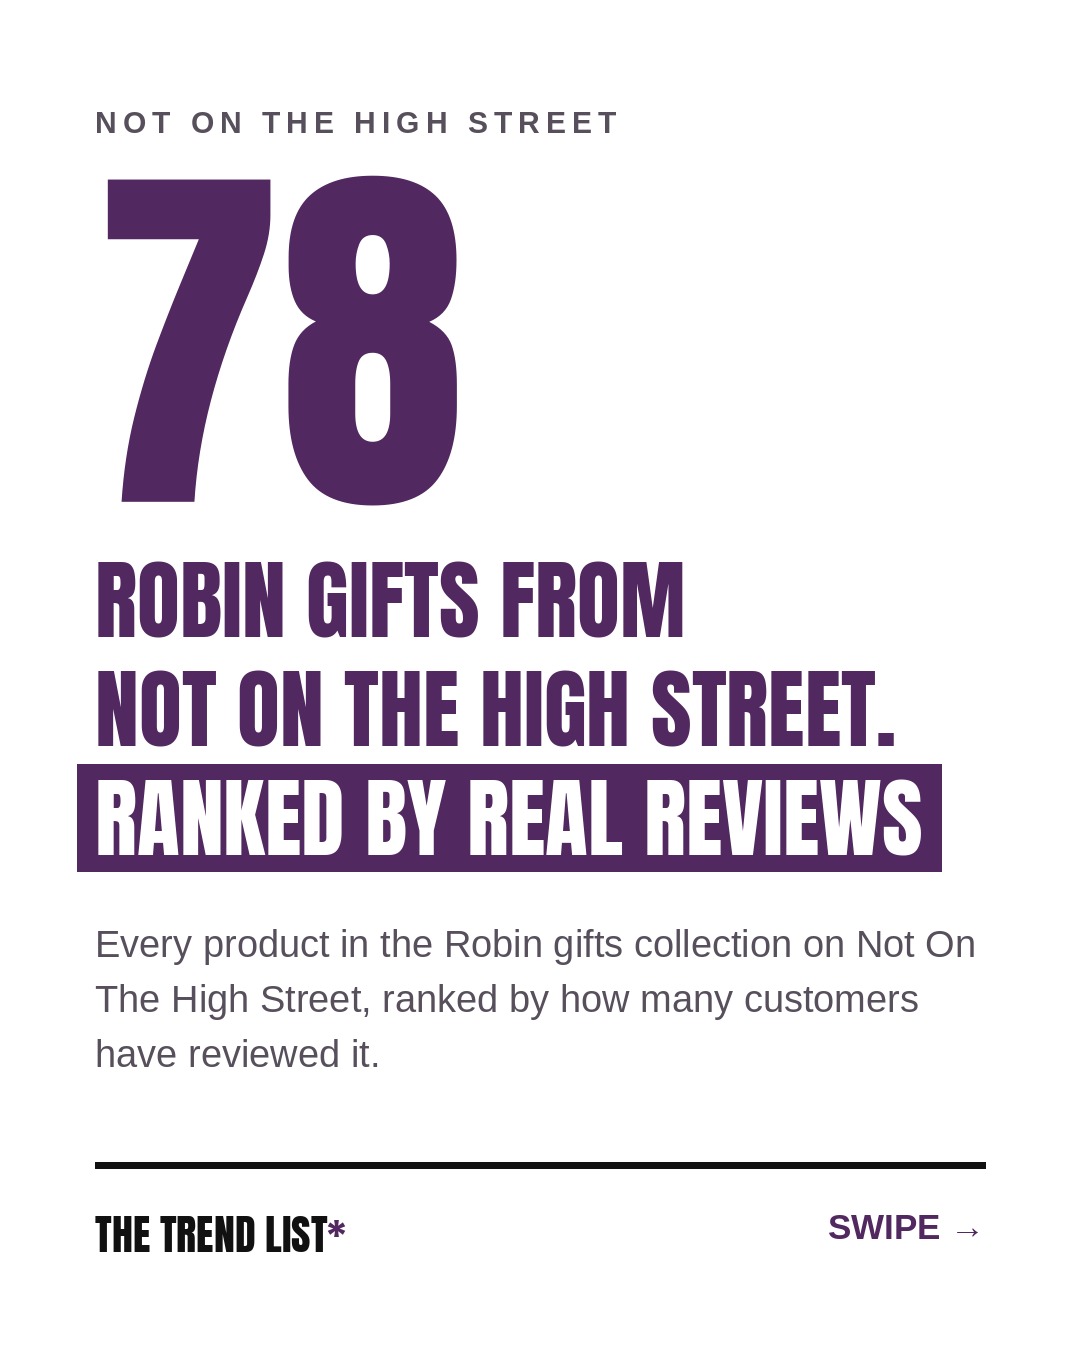 NOT ON THE HIGH STREET
78
ROBIN GIFTS FROM
NOT ON THE HIGH STREET.
RANKED BY REAL REVIEWS
Every product in the Robin gifts collection on Not On
The High Street, ranked by how many customers
have reviewed it.
THE TREND LIST*
SWIPE →